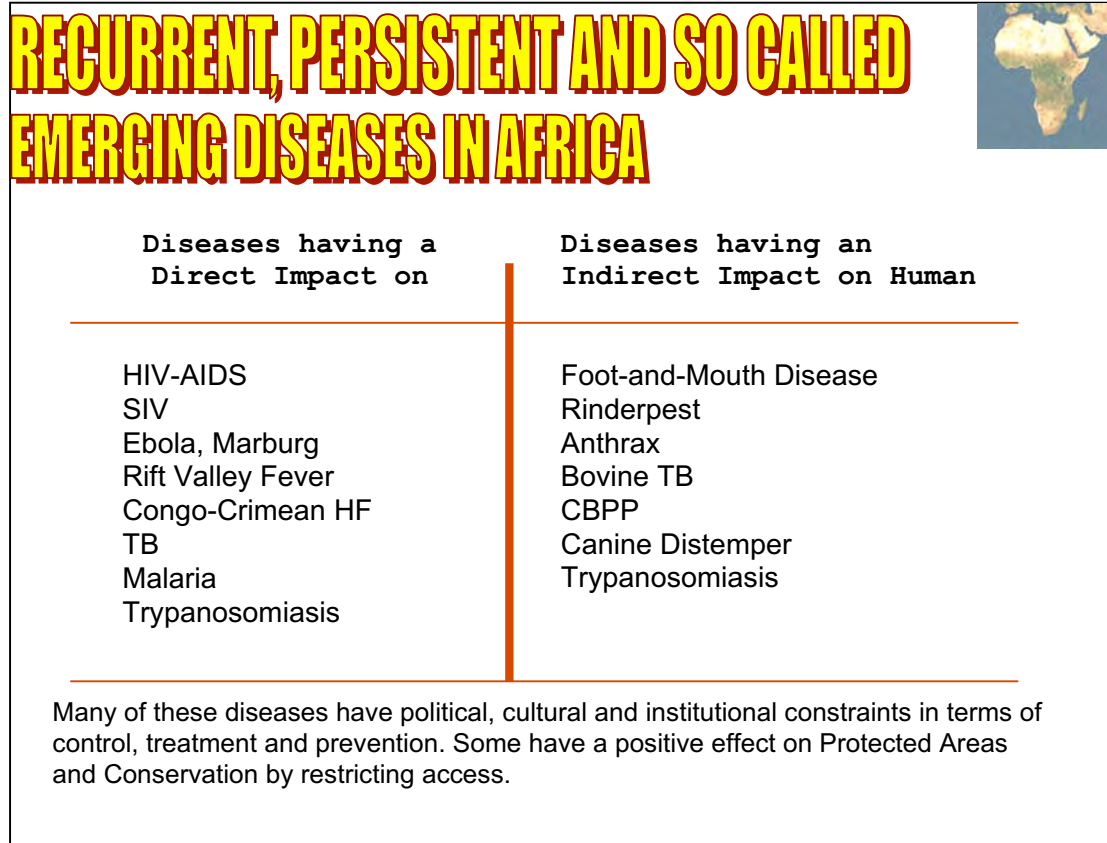 RECURRENT, PERSISTENT AND SO CALLED
EMERGING DISEASES IN AFRICA
Diseases having a
Direct Impact on
HIV-AIDS
SIV
Ebola, Marburg
Rift Valley Fever
Congo-Crimean HF
TB
Malaria
Trypanosomiasis
Diseases having an
Indirect Impact on Human
Foot-and-Mouth Disease
Rinderpest
Anthrax
Bovine TB
CBPP
Canine Distemper
Trypanosomiasis
Many of these diseases have political, cultural and institutional constraints in terms of
control, treatment and prevention. Some have a positive effect on Protected Areas
and Conservation by restricting access.